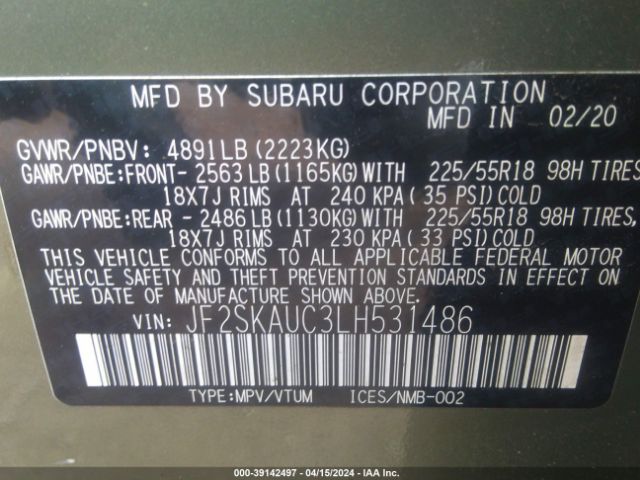 MFD BY SUBARU CORPORATION
MFD IN 02/20
GVWR/PNBV: 4891LB (2223KG)
GAWR/PNBE:FRONT- 2563 LB (1165KG)WITH 225/55R18 98H TIRES
18X7J RIMS AT 240 KPA( 35 PSI)COLD
GAWR/PNBE:REAR - 2486 LB (1130KG)WITH 225/55R18 98H TIRES,
18X7J RIMS AT 230 KPA( 33 PSI)COLD
THIS VEHICLE CONFORMS TO ALL APPLICABLE FEDERAL MOTOR
VEHICLE SAFETY AND THEFT PREVENTION STANDARDS IN EFFECT ON
THE DATE OF MANUFACTURE SHOWN ABOVE.
VIN: JF2SKAUC3LH531486
TYPE:MPV/VTUM ICES/NMB-002
000-39142497 - 04/15/2024 - IAA Inc.